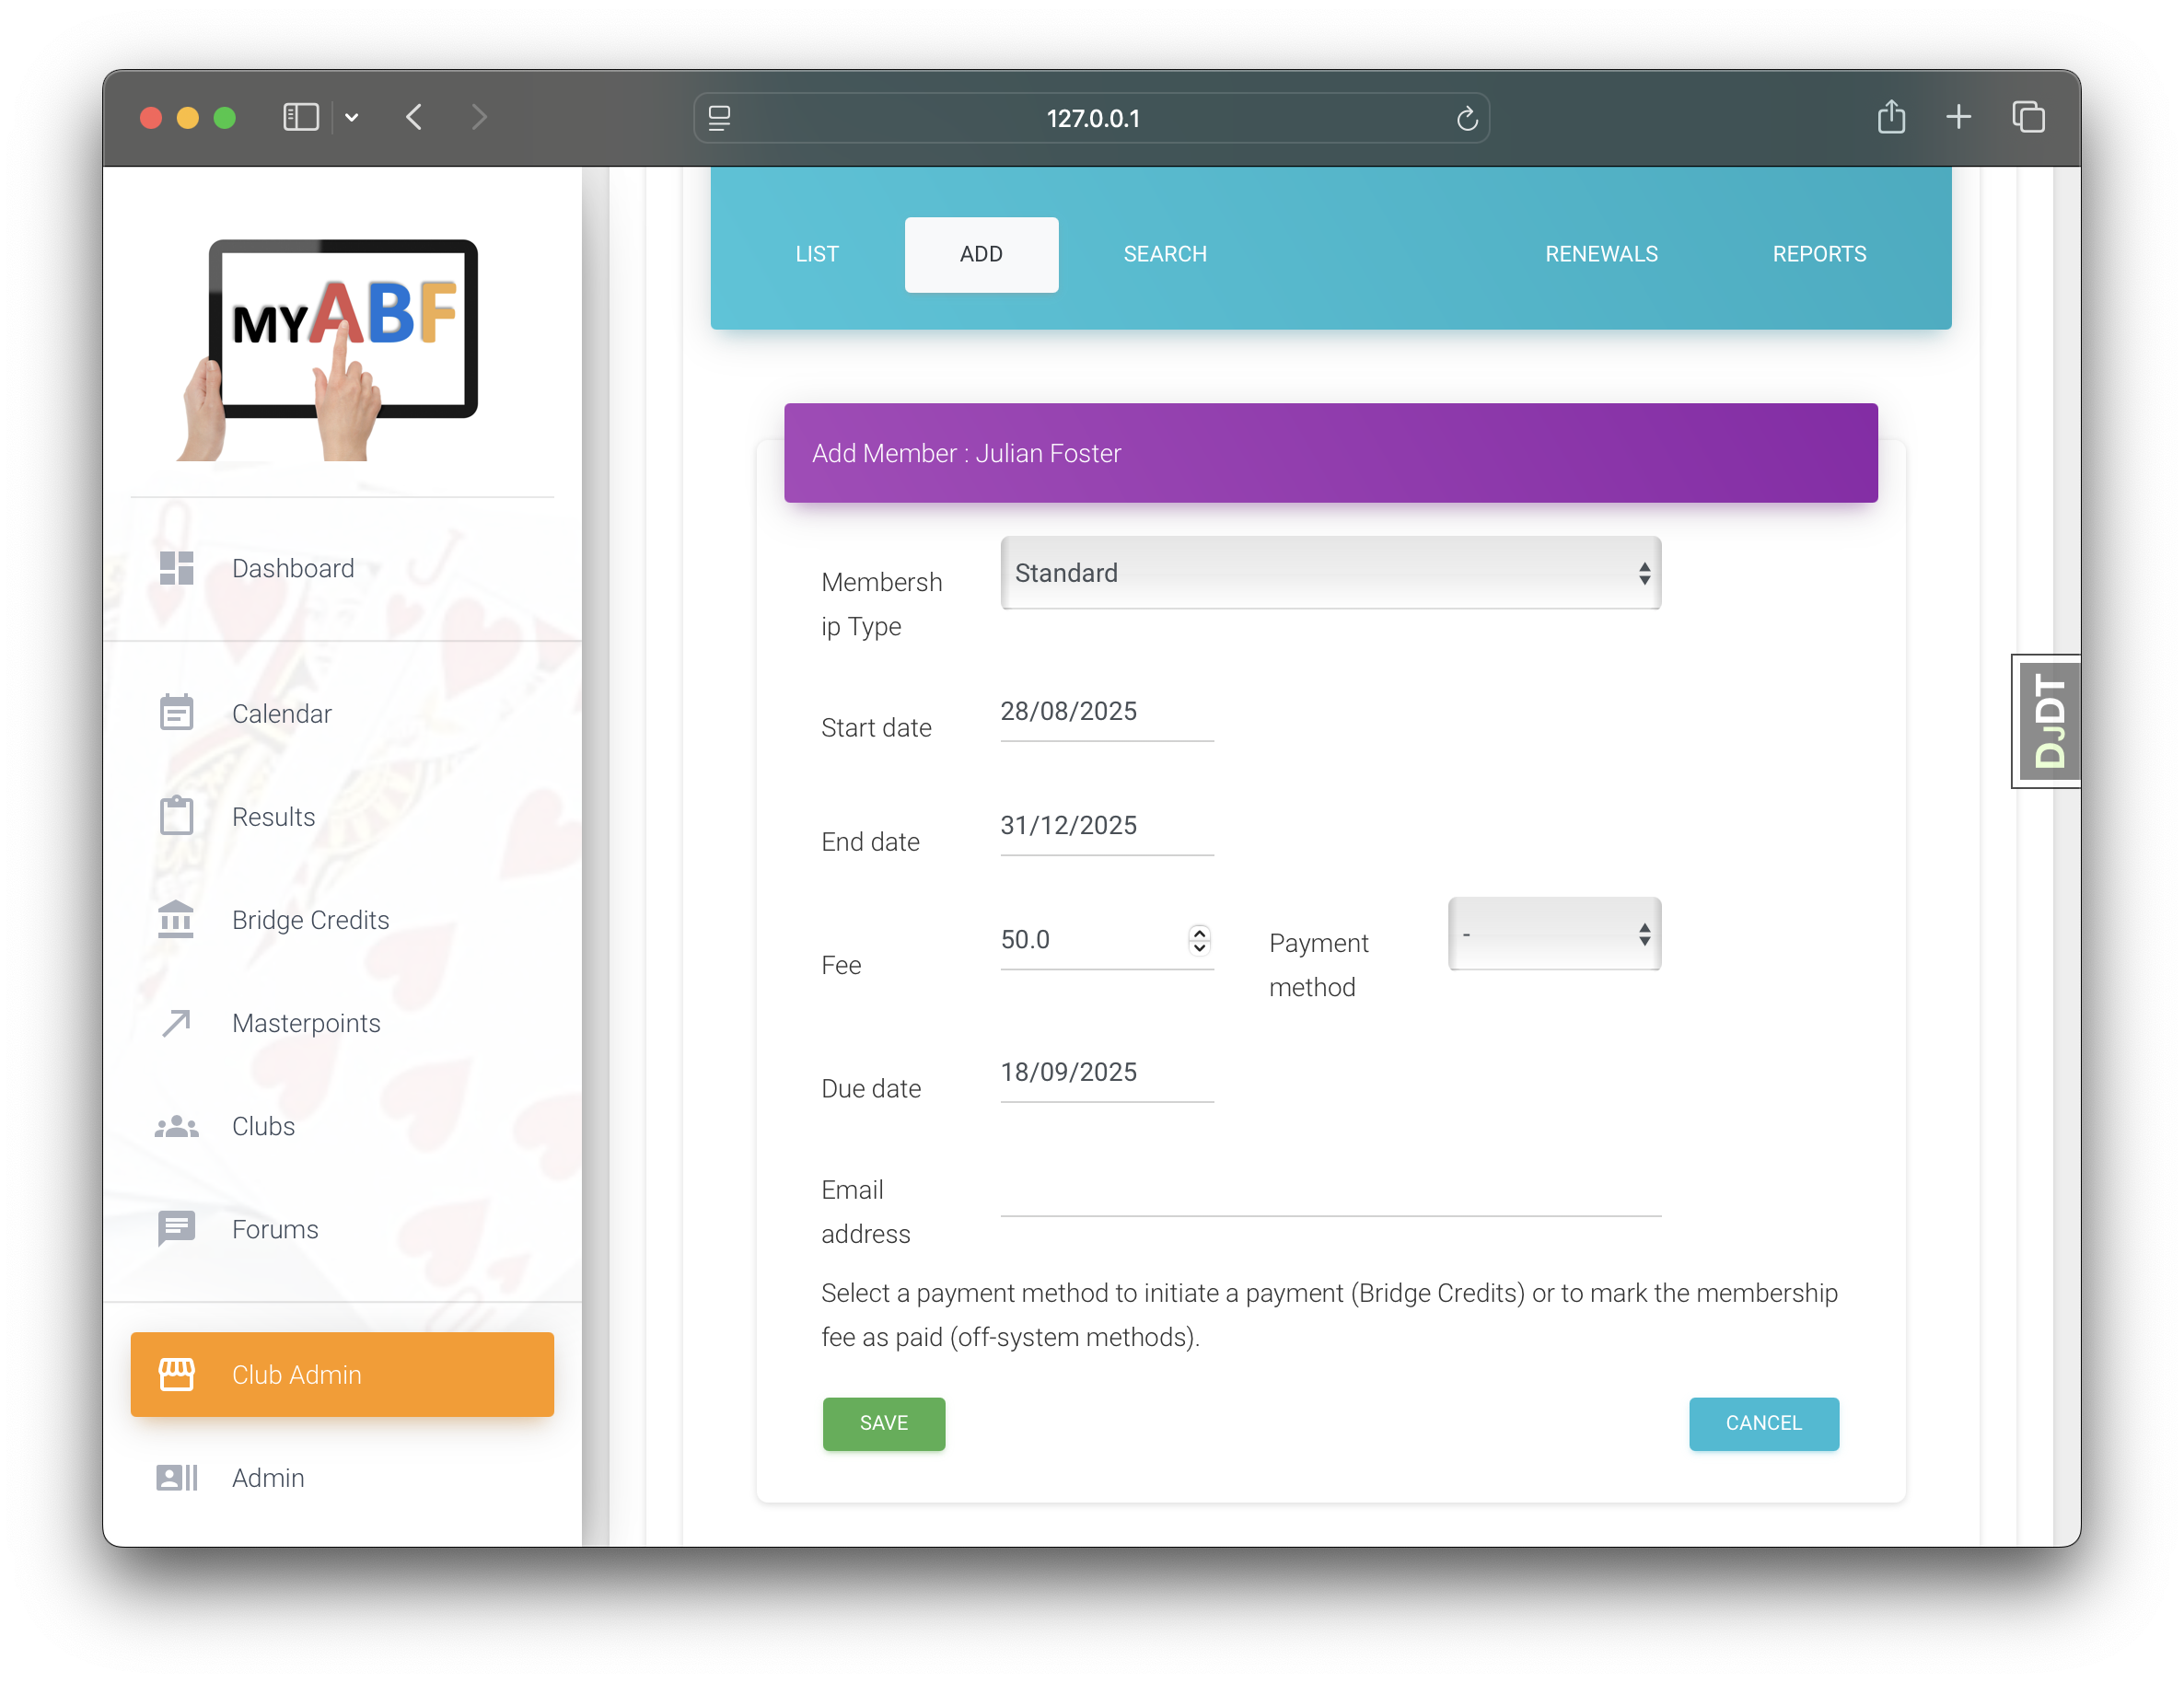 127.0.0.1
MYABF
Dashboard
Calendar
Results
Bridge Credits
Masterpoints
Clubs
Forums
Club Admin
Admin
LIST ADD SEARCH RENEWALS REPORTS
Add Member : Julian Foster
Membersh
ip Type
Standard
Start date
28/08/2025
End date
31/12/2025
Fee
50.0
Payment
method
-
Due date
18/09/2025
Email
address
Select a payment method to initiate a payment (Bridge Credits) or to mark the membership
fee as paid (off-system methods).
SAVE CANCEL
DJDT